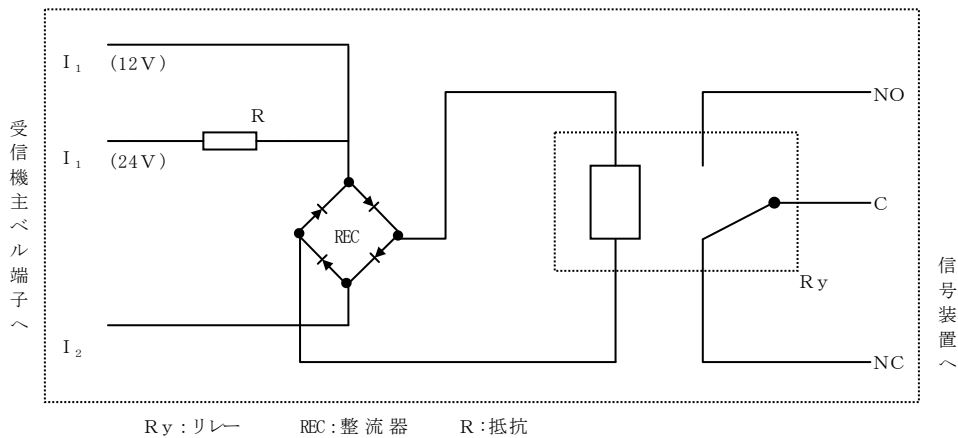 I₁ (12V)
R
I₁ (24V)
受信機主ベル端子へ
REC
I₂
NO
C
Ry
NC
信号装置へ
Ry:リレー REC:整流器 R:抵抗